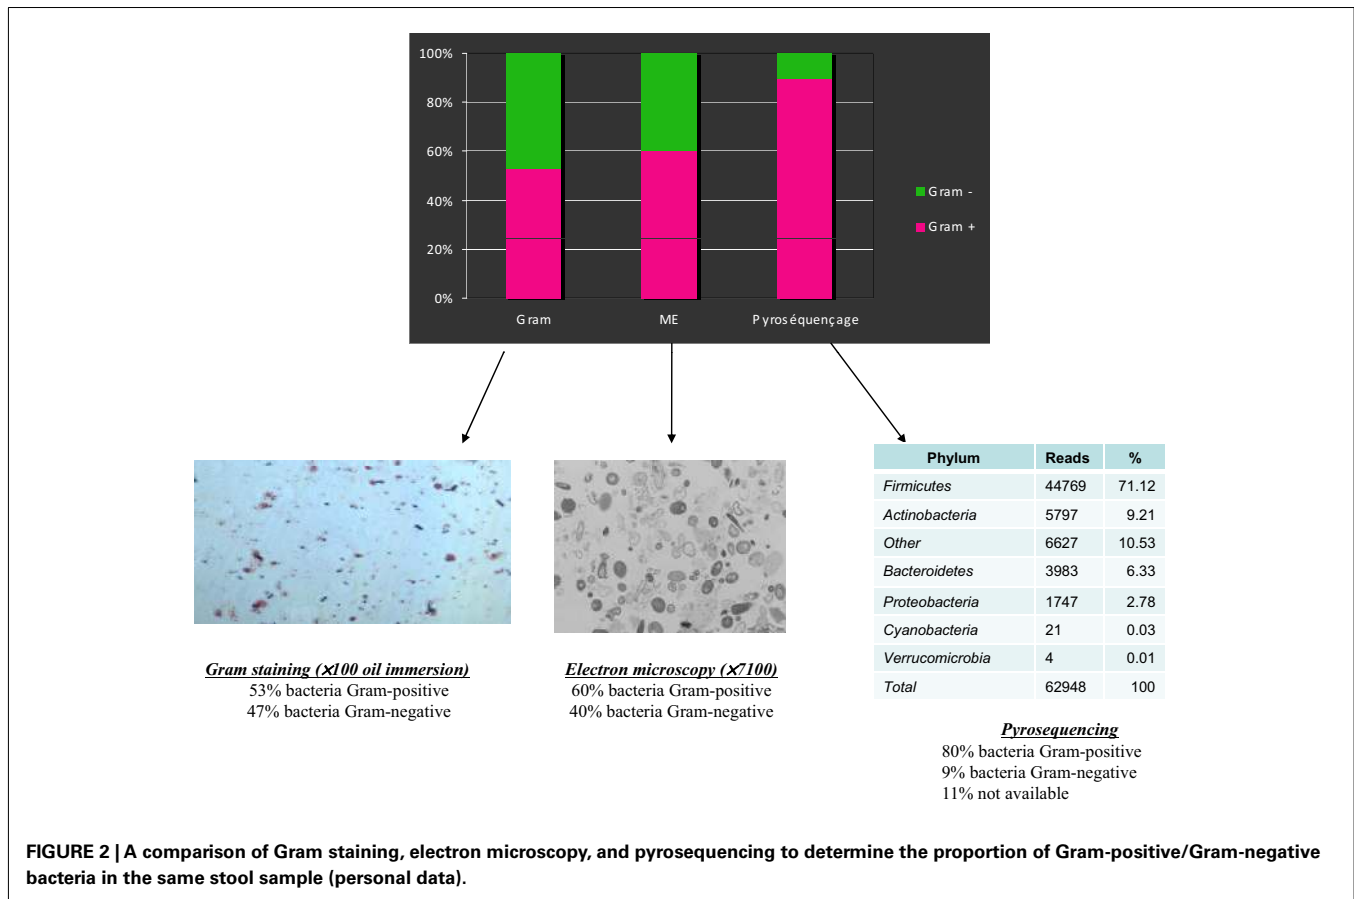 100%
80%
60%
40%
20%
0%
Gram
ME
Pyroséquençage
Gram -
Gram +
Phylum Reads %
Firmicutes 44769 71.12
Actinobacteria 5797 9.21
Other 6627 10.53
Bacteroidetes 3983 6.33
Proteobacteria 1747 2.78
Cyanobacteria 21 0.03
Verrucomicrobia 4 0.01
Total 62948 100
Gram staining (×100 oil immersion)
53% bacteria Gram-positive
47% bacteria Gram-negative
Electron microscopy (×7100)
60% bacteria Gram-positive
40% bacteria Gram-negative
Pyrosequencing
80% bacteria Gram-positive
9% bacteria Gram-negative
11% not available
FIGURE 2 | A comparison of Gram staining, electron microscopy, and pyrosequencing to determine the proportion of Gram-positive/Gram-negative
bacteria in the same stool sample (personal data).